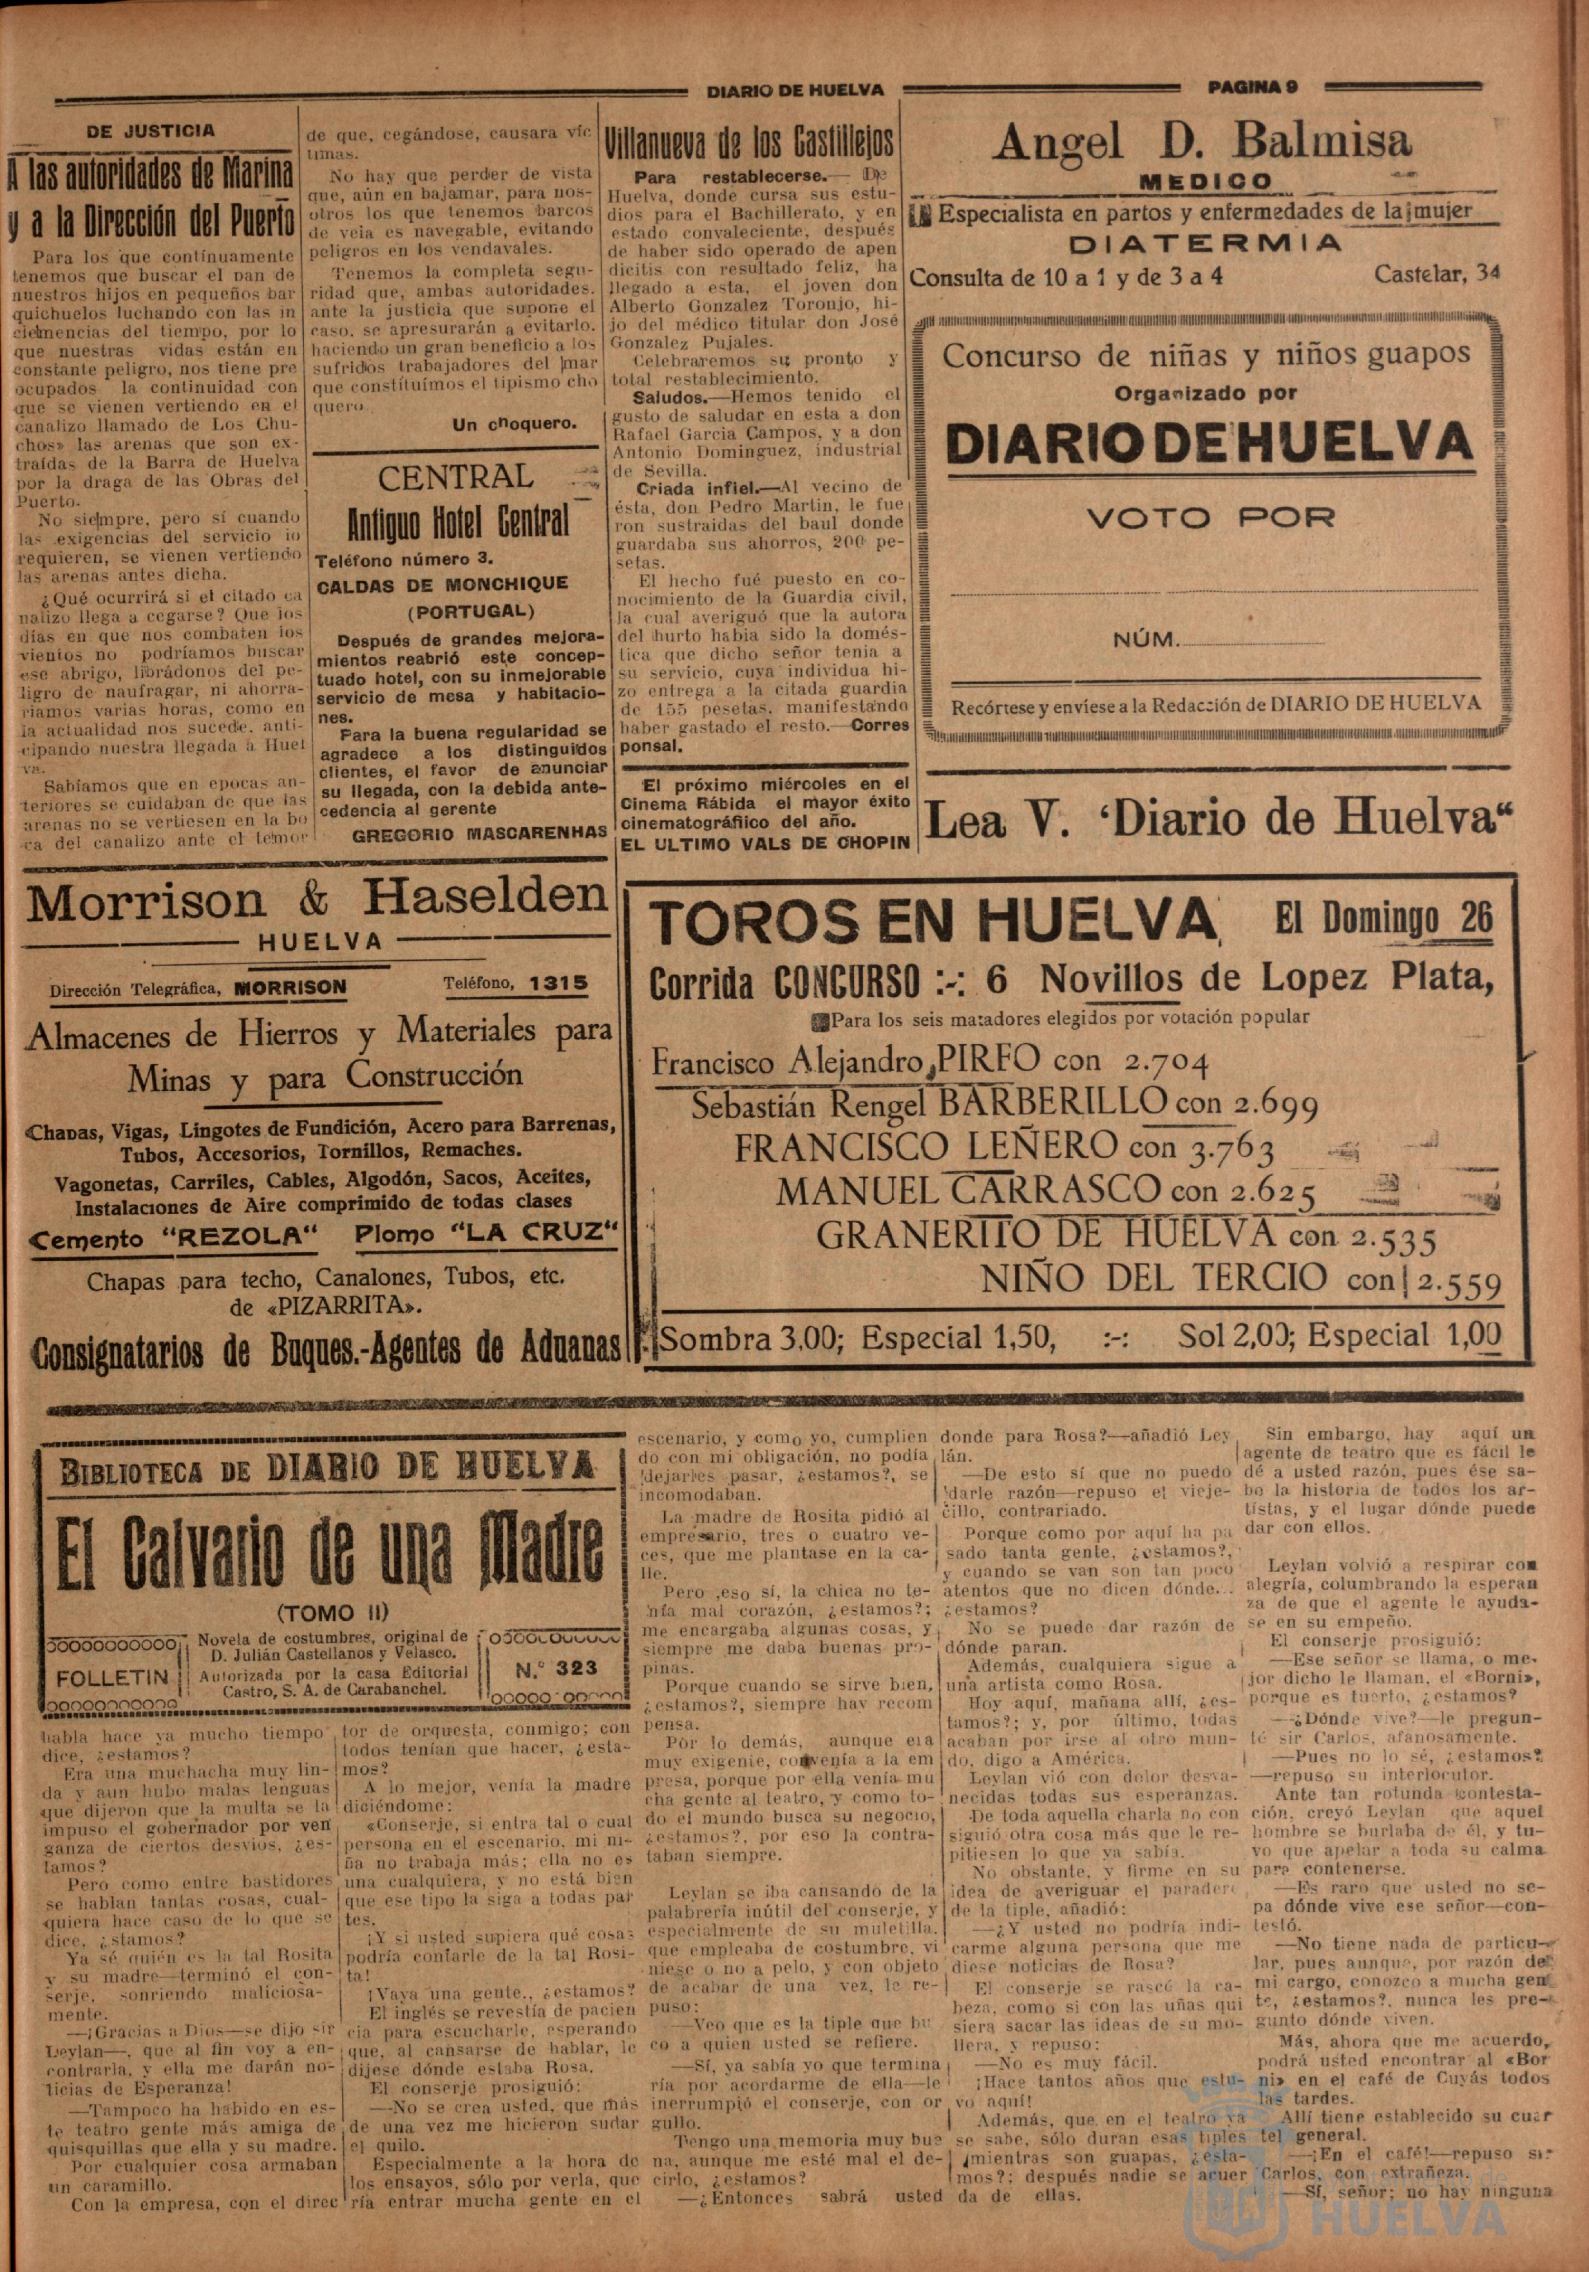 DIARIO DE HUELVA
PAGINA 9
DE JUSTICIA
A las autoridades de Marina
y a la Dirección del Puerto
Para los que continuamente
tenemos que buscar el pan de
nuestros hijos en pequeños bar
quichuelos luchando con las in
clemencias del tiempo, por lo
que nuestras vidas están en
constante peligro, nos tiene pre
ocupados la continuidad con
que se vienen vertiendo en el
canalizo llamado de Los Chu-
chos» las arenas que son ex-
traídas de la Barra de Huelva
por la draga de las Obras del
Puerto.
No siempre, pero sí cuando
las exigencias del servicio lo
requieren, se vienen vertiendo
las arenas antes dicha.
¿Qué ocurrirá si el citado ca
nalizo llega a cegarse? Que los
días en que nos combaten los
vientos no podríamos buscar
ese abrigo, librádonos del pe-
ligro de naufragar, ni ahorra-
riamos varias horas, como en
la actualidad nos sucede, anti-
cipando nuestra llegada a Huel
va.
Sabíamos que en epocas an-
teriores se cuidaban de que las
arenas no se vertiesen en la bo
ca del canalizo ante el temor
de que, cegándose, causara víc
timas.
No hay que perder de vista
que, aún en bajamar, para nos-
otros los que tenemos barcos
de veia es navegable, evitando
peligros en los vendavales.
Tenemos la completa segu-
ridad que, ambas autoridades,
ante la justicia que supone el
caso, se apresurarán a evitarlo,
haciendo un gran beneficio a los
sufridos trabajadores del mar
que constituímos el tipismo cho
quero
Un choquero.
CENTRAL
Antiguo Hotel Central
Teléfono número 3.
CALDAS DE MONCHIQUE
(PORTUGAL)
Después de grandes mejora-
mientos reabrió este concep-
tuado hotel, con su inmejorable
servicio de mesa y habitacio-
nes.
Para la buena regularidad se
agradece a los distinguidos
clientes, el favor de anunciar
su llegada, con la debida ante-
cedencia al gerente
GREGORIO MASCARENHAS
Villanueva de los Castillejos
Para restablecerse.— De
Huelva, donde cursa sus estu-
dios para el Bachillerato, y en
estado convaleciente, después
de haber sido operado de apen
dicitis con resultado feliz, ha
llegado a esta, el joven don
Alberto Gonzalez Toronjo, hi-
jo del médico titular don José
Gonzalez Pujales.
Celebraremos su pronto y
total restablecimiento.
Saludos.—Hemos tenido el
gusto de saludar en esta a don
Rafael Garcia Campos, y a don
Antonio Dominguez, industrial
de Sevilla.
Criada infiel.—Al vecino de
ésta, don Pedro Martin, le fue
ron sustraidas del baul donde
guardaba sus ahorros, 200 pe-
setas.
El hecho fué puesto en co-
nocimiento de la Guardia civil,
la cual averiguó que la autora
del hurto habia sido la domés-
tica que dicho señor tenia a
su servicio, cuya individua hi-
zo entrega a la citada guardia
de 155 pesetas, manifestando
haber gastado el resto.—Corres
ponsal.
El próximo miércoles en el
Cinema Rábida el mayor éxito
cinematográfiico del año.
EL ULTIMO VALS DE CHOPIN
Angel D. Balmisa
MEDICO
Especialista en partos y enfermedades de la mujer
DIATERMIA
Consulta de 10 a 1 y de 3 a 4 Castelar, 34
Concurso de niñas y niños guapos
Organizado por
DIARIO DE HUELVA
VOTO POR
NÚM.
Recórtese y envíese a la Redacción de DIARIO DE HUELVA
Lea V. 'Diario de Huelva“
Morrison & Haselden
HUELVA
Dirección Telegráfica, MORRISON Teléfono, 1315
Almacenes de Hierros y Materiales para
Minas y para Construcción
Chapas, Vigas, Lingotes de Fundición, Acero para Barrenas,
Tubos, Accesorios, Tornillos, Remaches.
Vagonetas, Carriles, Cables, Algodón, Sacos, Aceites,
Instalaciones de Aire comprimido de todas clases
Cemento "REZOLA“ Plomo "LA CRUZ“
Chapas para techo, Canalones, Tubos, etc.
de «PIZARRITA».
Consignatarios de Buques.-Agentes de Aduanas
TOROS EN HUELVA, El Domingo 26
Corrida CONCURSO :-: 6 Novillos de Lopez Plata,
Para los seis matadores elegidos por votación popular
Francisco Alejandro, PIRFO con 2.704
Sebastián Rengel BARBERILLO con 2.699
FRANCISCO LEÑERO con 3.763
MANUEL CARRASCO con 2.625
GRANERITO DE HUELVA con 2.535
NIÑO DEL TERCIO con 2.559
Sombra 3,00; Especial 1,50, :-: Sol 2,00; Especial 1,00
BIBLIOTECA DE DIARIO DE HUELVA
El Calvario de una Madre
(TOMO II)
FOLLETIN
Novela de costumbres, original de
D. Julián Castellanos y Velasco.
Autorizada por la casa Editorial
Castro, S. A. de Carabanchel.
N.º 323
habla hace ya mucho tiempo
dice, ¿estamos?
Era una muchacha muy lin-
da y aun hubo malas lenguas
que dijeron que la multa se la
impuso el gobernador por ven
ganza de ciertos desvíos, ¿es-
tamos?
Pero como entre bastidores
se hablan tantas cosas, cual-
quiera hace caso de lo que se
dice, ¿stamos?
Ya sé quién es la tal Rosita
y su madre—terminó el con-
serje, sonriendo maliciosa-
mente.
—¡Gracias a Dios—se dijo sir
Leylan—, que al fin voy a en-
contrarla, y ella me darán no-
ticias de Esperanza!
—Tampoco ha habido en es-
te teatro gente más amiga de
quisquillas que ella y su madre.
Por cualquier cosa armaban
un caramillo.
Con la empresa, con el direc
tor de orquesta, conmigo; con
todos tenían que hacer, ¿esta-
mos?
A lo mejor, venía la madre
diciéndome:
«Conserje, si entra tal o cual
persona en el escenario, mi ni-
ña no trabaja más; ella no es
una cualquiera, y no está bien
que ese tipo la siga a todas par
tes.
¡Y si usted supiera qué cosas
podría contarle de la tal Rosi-
ta!
¡Vaya una gente., ¿estamos?
El inglés se revestía de pacien
cia para escucharle, esperando
que, al cansarse de hablar, le
dijese dónde estaba Rosa.
El conserje prosiguió:
—No se crea usted, que más
de una vez me hicieron sudar
el quilo.
Especialmente a la hora de
los ensayos, sólo por verla, que
ría entrar mucha gente en el
escenario, y como yo, cumplien
do con mi obligación, no podía
dejarles pasar, ¿estamos?, se
incomodaban.
La madre de Rosita pidió al
empresario, tres o cuatro ve-
ces, que me plantase en la ca-
lle.
Pero ,eso sí, la chica no te-
nía mal corazón, ¿estamos?;
me encargaba algunas cosas, y
siempre me daba buenas pro-
pinas.
Porque cuando se sirve bien,
¿estamos?, siempre hay recom
pensa.
Por lo demás, aunque era
muy exigente, convenía a la em
presa, porque por ella venía mu
cha gente al teatro, y como to-
do el mundo busca su negocio,
¿estamos?, por eso la contra-
taban siempre.
Leylan se iba cansando de la
palabrería inútil del conserje, y
especialmente de su muletilla,
que empleaba de costumbre, vi
niese o no a pelo, y con objeto
de acabar de una vez, le re-
puso:
—Veo que es la tiple que bu
co a quien usted se refiere.
—Sí, ya sabía yo que termina
ría por acordarme de ella—le
inerrumpió el conserje, con or
gullo.
Tengo una memoria muy bue
na, aunque me esté mal el de-
cirlo, ¿estamos?
—¿Entonces sabrá usted
donde para Rosa?—añadió Ley
lán.
—De esto sí que no puedo
darle razón—repuso el vieje-
cillo, contrariado.
Porque como por aquí ha pa
sado tanta gente, ¿estamos?,
y cuando se van son tan poco
atentos que no dicen dónde...
¿estamos?
No se puede dar razón de
dónde paran.
Además, cualquiera sigue a
una artista como Rosa.
Hoy aquí, mañana allí, ¿es-
tamos?; y, por último, todas
acaban por irse al otro mun-
do, digo a América.
Leylan vió con dolor desva-
necidas todas sus esperanzas.
De toda aquella charla no con
siguió otra cosa más que le re-
pitiesen lo que ya sabía.
No obstante, y firme en su
idea de averiguar el paradero
de la tiple, añadió:
—¿Y usted no podría indi-
carme alguna persona que me
diese noticias de Rosa?
El conserje se rascó la ca-
beza, como si con las uñas qui
siera sacar las ideas de su mo-
llera, y repuso:
—No es muy fácil.
¡Hace tantos años que estu-
vo aquí!
Además, que en el teatro ya
se sabe, sólo duran esas tiples
mientras son guapas, ¿esta-
mos?; después nadie se acuer
da de ellas.
Sin embargo, hay aquí un
agente de teatro que es fácil le
dé a usted razón, pues ése sa-
be la historia de todos los ar-
tistas, y el lugar dónde puede
dar con ellos.
Leylan volvió a respirar con
alegría, columbrando la esperan
za de que el agente le ayuda-
se en su empeño.
El conserje prosiguió:
—Ese señor se llama, o me-
jor dicho le llaman, el «Borni»,
porque es tuerto, ¿estamos?
—¿Dónde vive?—le pregun-
té sir Carlos, afanosamente.
—Pues no lo sé, ¿estamos?
—repuso su interlocutor.
Ante tan rotunda contesta-
ción, creyó Leylan que aquel
hombre se burlaba de él, y tu-
vo que apelar a toda su calma
para contenerse.
—Es raro que usted no se-
pa dónde vive ese señor—con-
testó.
—No tiene nada de particu-
lar, pues aunque, por razón de
mi cargo, conozco a mucha gen
te, ¿estamos?, nunca les pre-
gunto dónde viven.
Más, ahora que me acuerdo,
podrá usted encontrar al «Bor
ni» en el café de Cuyás todos
las tardes.
Allí tiene establecido su cuar
tel general.
—¡En el café!—repuso sir
Carlos, con extrañeza.
—Sí, señor; no hay ninguna
HUELVA